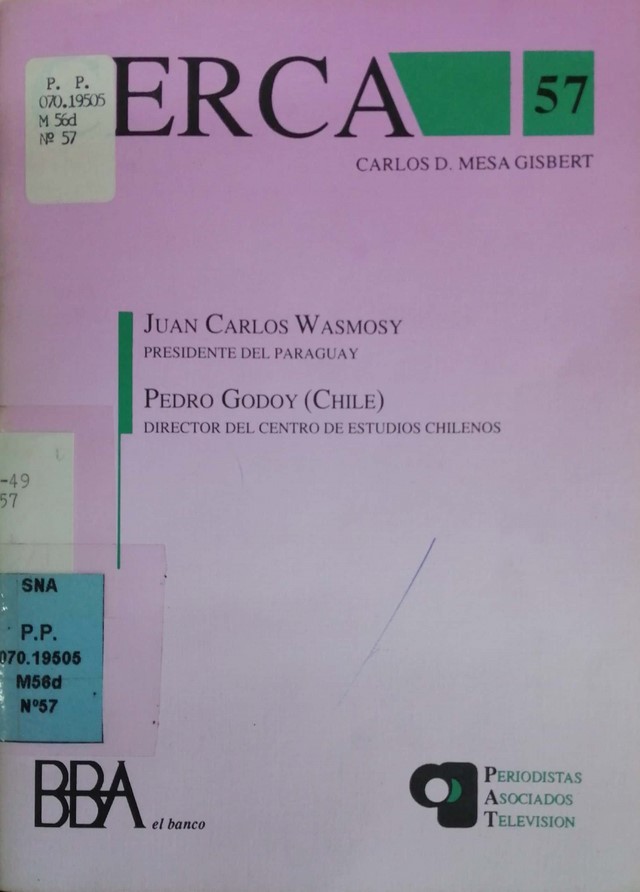 P. P.
070.19505
M 56d
Nº 57
ERCA
57
CARLOS D. MESA GISBERT
JUAN CARLOS WASMOSY
PRESIDENTE DEL PARAGUAY
PEDRO GODOY (CHILE)
DIRECTOR DEL CENTRO DE ESTUDIOS CHILENOS
-49
57
SNA
P.P.
070.19505
M56d
Nº57
BBA
el banco
PERIODISTAS
ASOCIADOS
TELEVISION